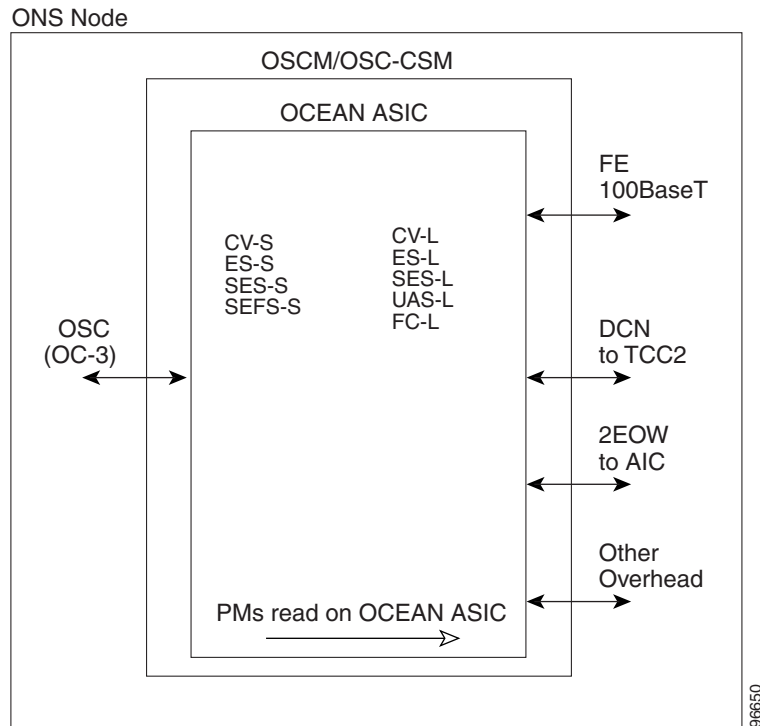 ONS Node
OSCM/OSC-CSM
OCEAN ASIC
FE
100BaseT
CV-S
ES-S
SES-S
SEFS-S
CV-L
ES-L
SES-L
UAS-L
FC-L
OSC
(OC-3)
DCN
to TCC2
2EOW
to AIC
Other
Overhead
PMs read on OCEAN ASIC
96650